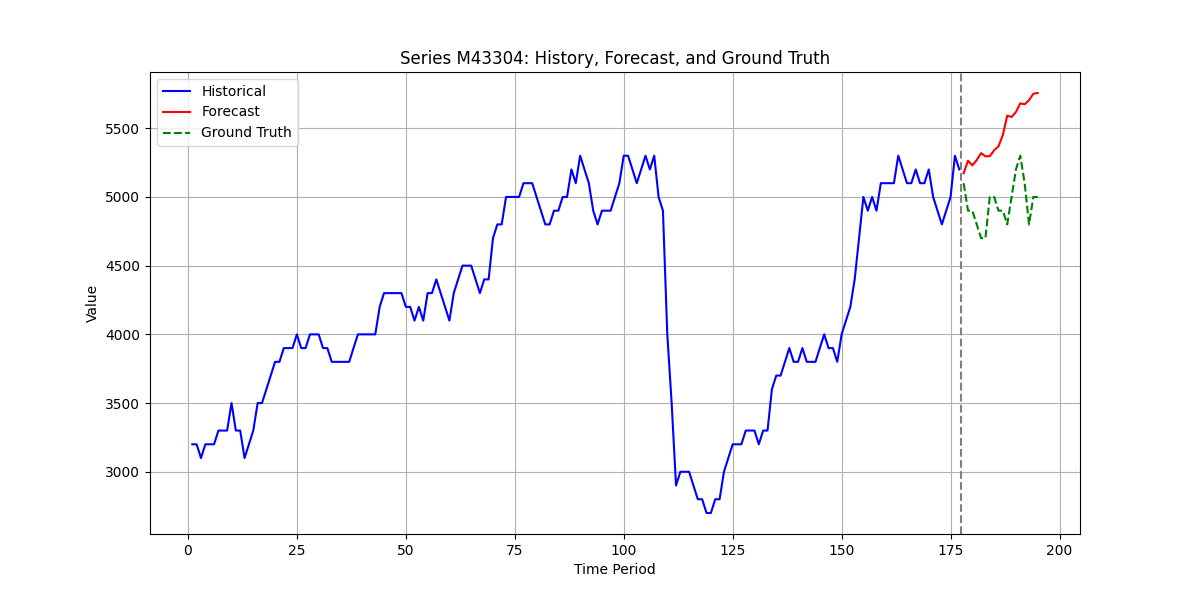 Series M43304: History, Forecast, and Ground Truth
Historical
Forecast
Ground Truth
5500
5000
4500
4000
3500
3000
Value
0 25 50 75 100 125 150 175 200
Time Period